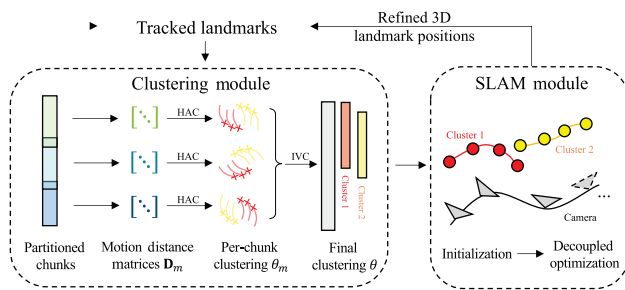 Tracked landmarks
Refined 3D
landmark positions
Clustering module
HAC
HAC
HAC
IVC
Cluster 1
Cluster 2
Partitioned
chunks
Motion distance
matrices D_m
Per-chunk
clustering θ_m
Final
clustering θ
SLAM module
Cluster 1
Cluster 2
...
Camera
Initialization
Decoupled
optimization